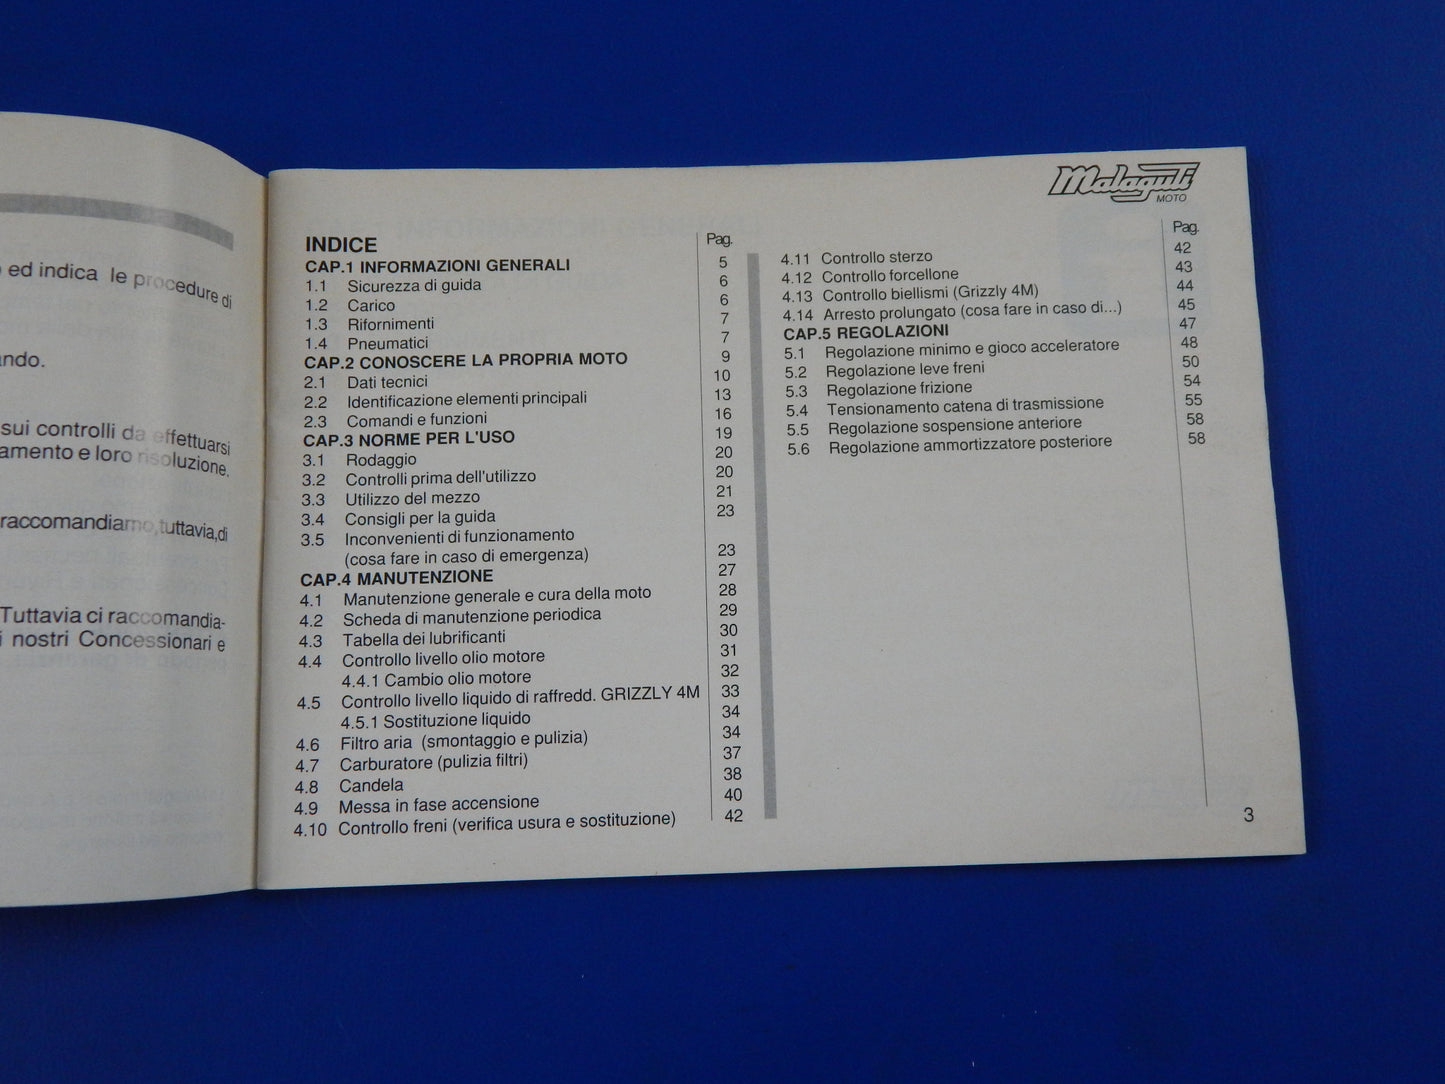 ed indica le procedure di
ando.
sui controlli da effettuarsi
amento e loro risoluzione.
raccomandiamo,tuttavia,di
Tuttavia ci raccomandia-
i nostri Concessionari e
Malaguti
MOTO
INDICE Pag.
CAP.1 INFORMAZIONI GENERALI 5
1.1 Sicurezza di guida 6
1.2 Carico 6
1.3 Rifornimenti 7
1.4 Pneumatici 7
CAP.2 CONOSCERE LA PROPRIA MOTO 9
2.1 Dati tecnici 10
2.2 Identificazione elementi principali 13
2.3 Comandi e funzioni 16
CAP.3 NORME PER L'USO 19
3.1 Rodaggio 20
3.2 Controlli prima dell'utilizzo 20
3.3 Utilizzo del mezzo 21
3.4 Consigli per la guida 23
3.5 Inconvenienti di funzionamento
(cosa fare in caso di emergenza) 23
CAP.4 MANUTENZIONE 27
4.1 Manutenzione generale e cura della moto 28
4.2 Scheda di manutenzione periodica 29
4.3 Tabella dei lubrificanti 30
4.4 Controllo livello olio motore 31
4.4.1 Cambio olio motore 32
4.5 Controllo livello liquido di raffredd. GRIZZLY 4M 33
4.5.1 Sostituzione liquido 34
4.6 Filtro aria (smontaggio e pulizia) 34
4.7 Carburatore (pulizia filtri) 37
4.8 Candela 38
4.9 Messa in fase accensione 40
4.10 Controllo freni (verifica usura e sostituzione) 42
Pag.
4.11 Controllo sterzo 42
4.12 Controllo forcellone 43
4.13 Controllo biellismi (Grizzly 4M) 44
4.14 Arresto prolungato (cosa fare in caso di...) 45
CAP.5 REGOLAZIONI 47
5.1 Regolazione minimo e gioco acceleratore 48
5.2 Regolazione leve freni 50
5.3 Regolazione frizione 54
5.4 Tensionamento catena di trasmissione 55
5.5 Regolazione sospensione anteriore 58
5.6 Regolazione ammortizzatore posteriore 58
3